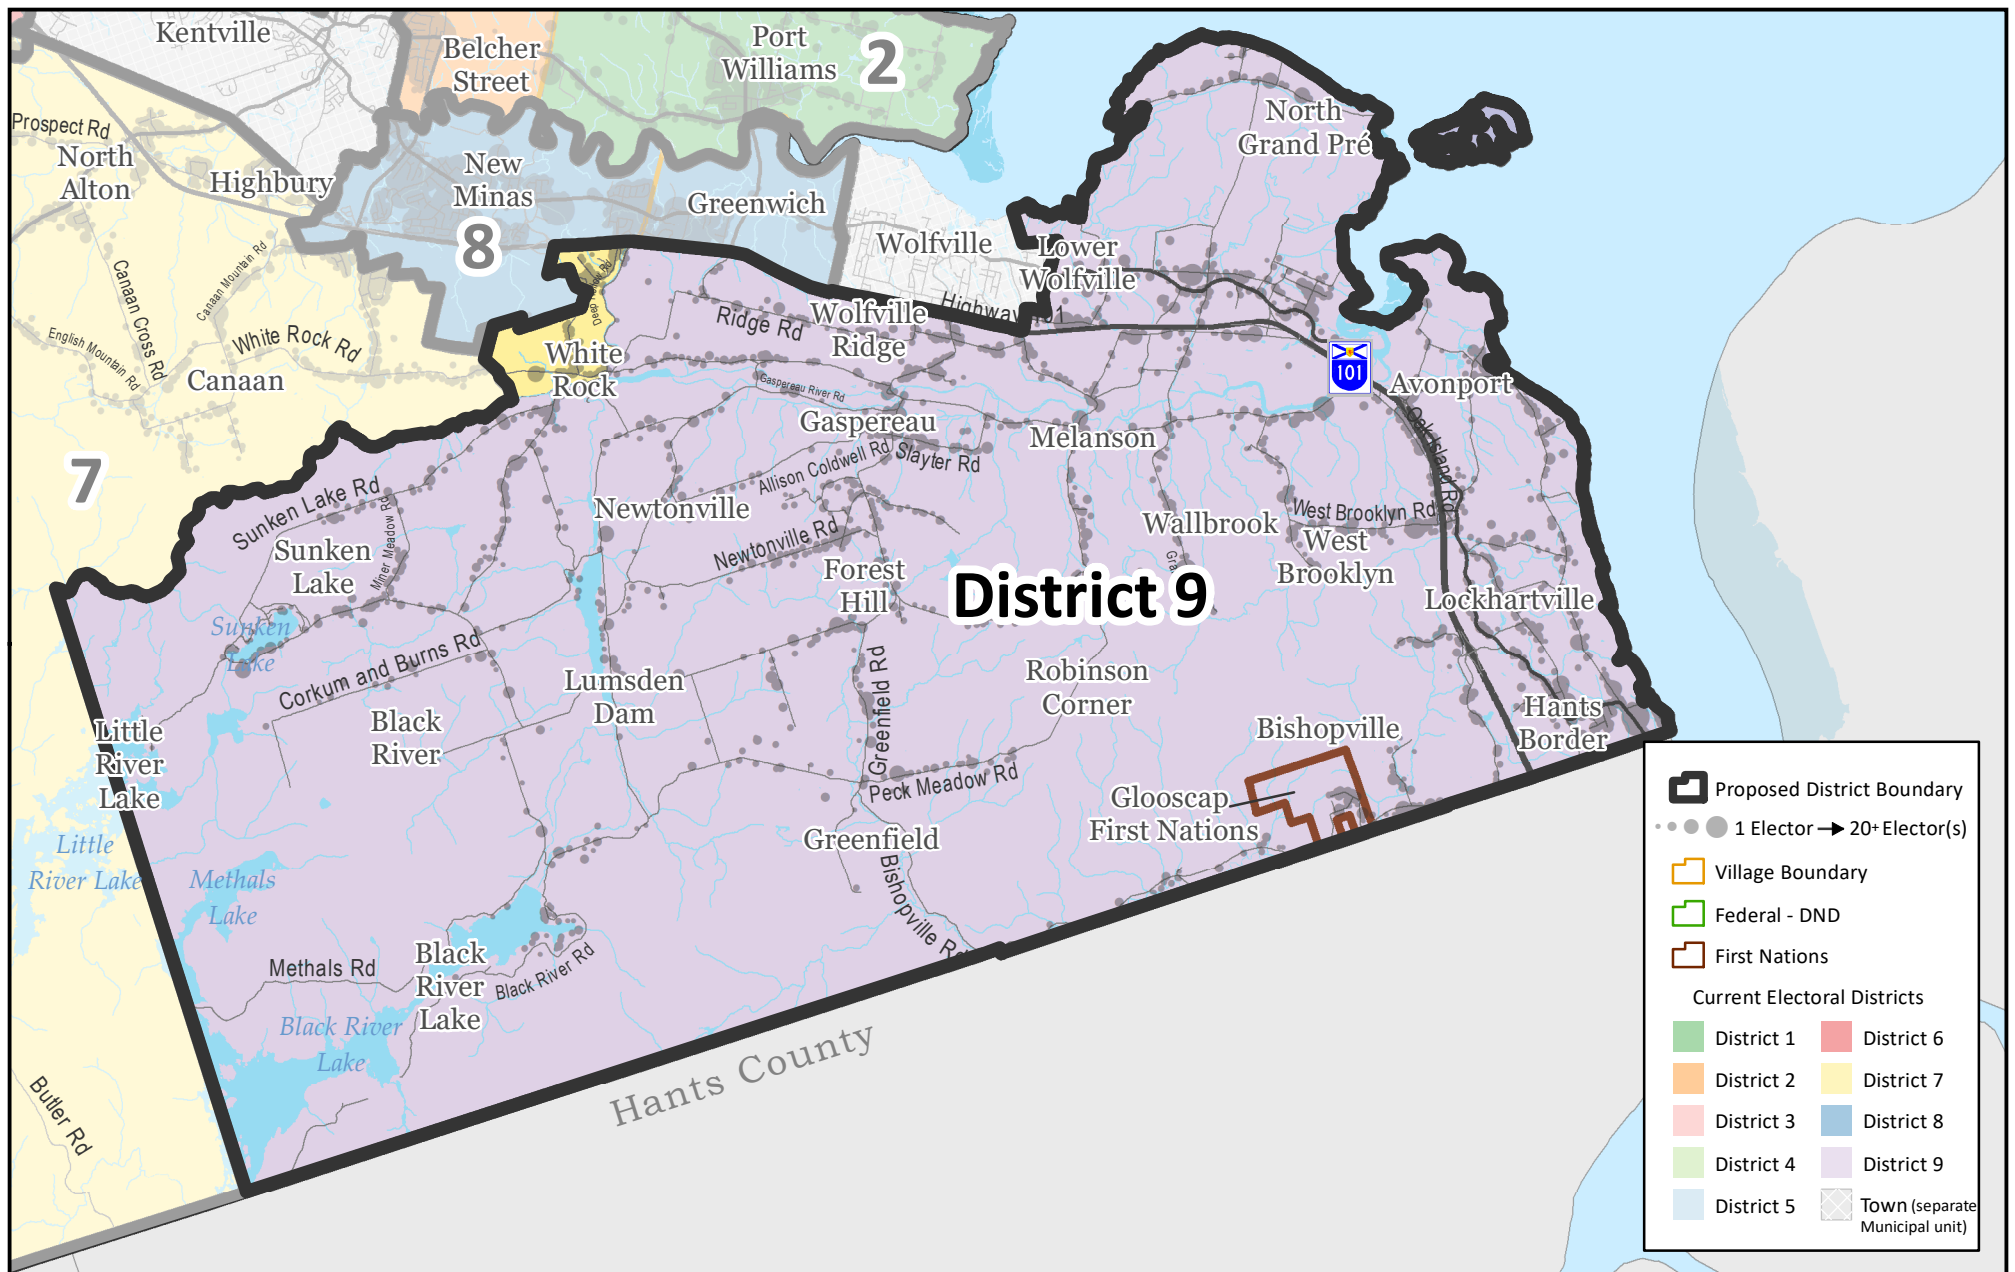 Kentville
Belcher
Street
Port
Williams
2
Prospect Rd
North
Alton
Highbury
New
Minas
8
Greenwich
Wolfville
North
Grand Pré
Lower
Wolfville
Canaan Cross Rd
Canaan Mountain Rd
English Mountain Rd
White Rock Rd
Canaan
White
Rock
Ridge Rd
Wolfville
Ridge
Highway 101
101
Avonport
Gaspereau River Rd
Gaspereau
Melanson
Oak Island Rd
7
Sunken Lake Rd
Miner Meadow Rd
Sunken
Lake
Newtonville
Allison Coldwell Rd
Slayter Rd
Newtonville Rd
Forest
Hill
Wallbrook
West Brooklyn Rd
West
Brooklyn
District 9
Lockhartville
Sunken
Lake
Corkum and Burns Rd
Lumsden
Dam
Black
River
Greenfield Rd
Robinson
Corner
Bishopville
Hants
Border
Little
River
Lake
Little
River Lake
Peck Meadow Rd
Greenfield
Glooscap
First Nations
Methals
Lake
Bishopville Rd
Methals Rd
Black
River
Lake
Black River Rd
Black River
Lake
Hants County
Butler Rd
Proposed District Boundary
1 Elector → 20+ Elector(s)
Village Boundary
Federal - DND
First Nations
Current Electoral Districts
District 1
District 6
District 2
District 7
District 3
District 8
District 4
District 9
District 5
Town (separate
Municipal unit)